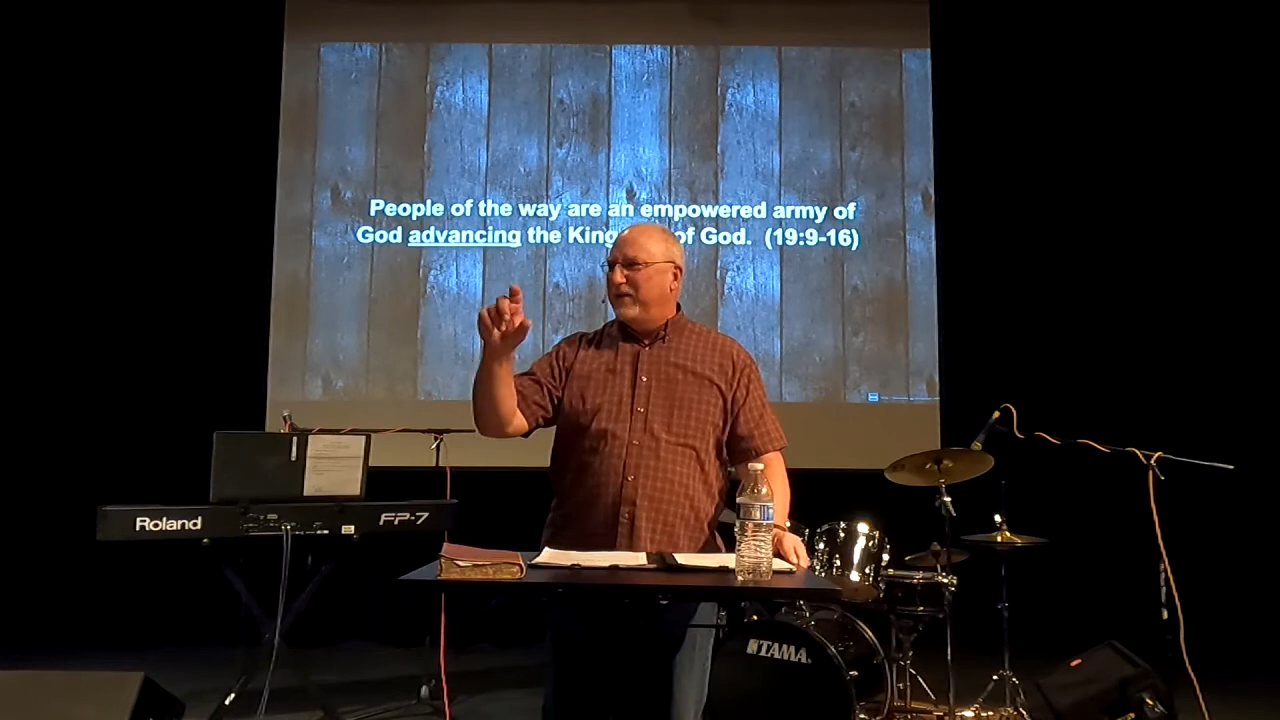 People of the way are an empowered army of
God advancing the King of God. (19:9-16)
Roland
FP-7
TAMA